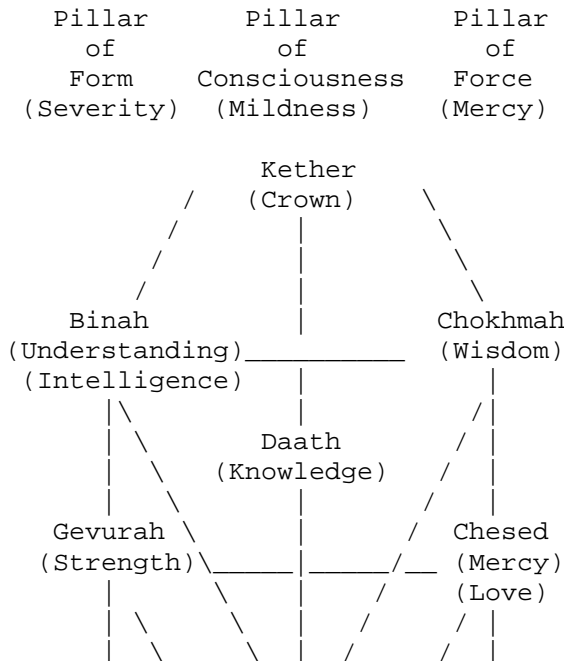 Pillar Pillar Pillar
of of of
Form Consciousness Force
(Severity) (Mildness) (Mercy)
Kether
(Crown)
Binah Chokhmah
(Understanding) (Wisdom)
(Intelligence)
Daath
(Knowledge)
Gevurah Chesed
(Strength) (Mercy)
(Love)